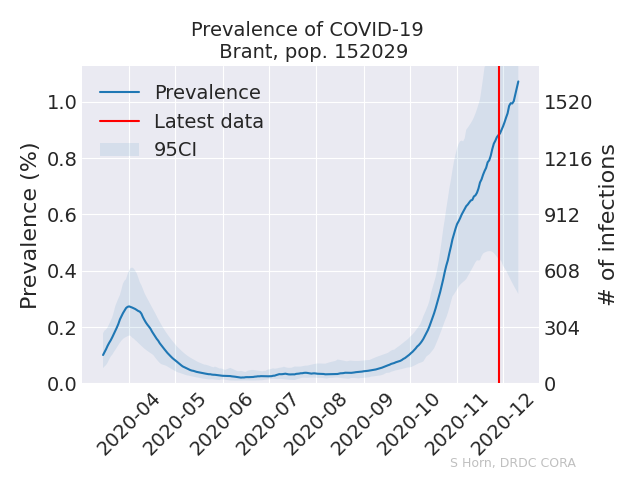 Prevalence of COVID-19
Brant, pop. 152029
Prevalence
Latest data
95CI
Prevalence (%)
1.0
0.8
0.6
0.4
0.2
0.0
1520
1216
912
608
304
0
# of infections
2020-04
2020-05
2020-06
2020-07
2020-08
2020-09
2020-10
2020-11
2020-12
S Horn, DRDC CORA